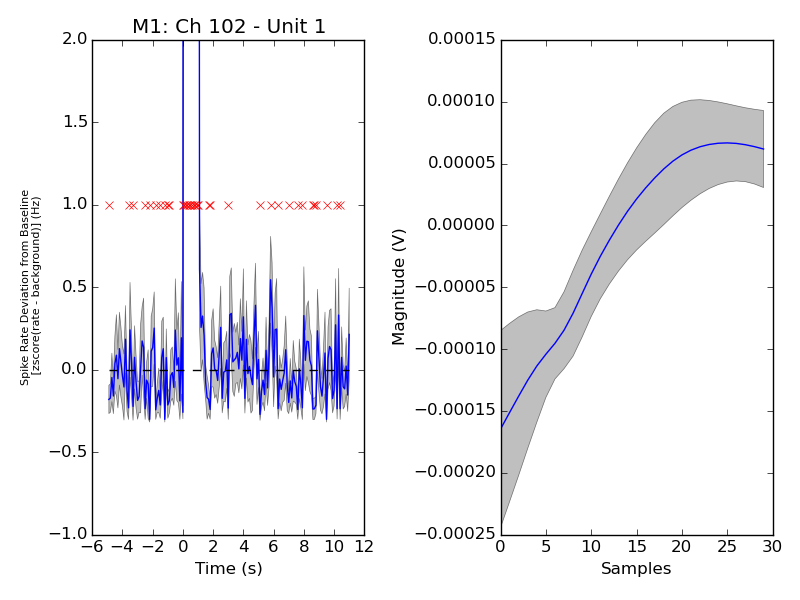 M1: Ch 102 - Unit 1
2.0
1.5
1.0
0.5
0.0
−0.5
−1.0
−6 −4 −2 0 2 4 6 8 10 12
Time (s)
Spike Rate Deviation from Baseline
[zscore(rate - background)] (Hz)
0.00015
0.00010
0.00005
0.00000
−0.00005
−0.00010
−0.00015
−0.00020
−0.00025
0 5 10 15 20 25 30
Samples
Magnitude (V)